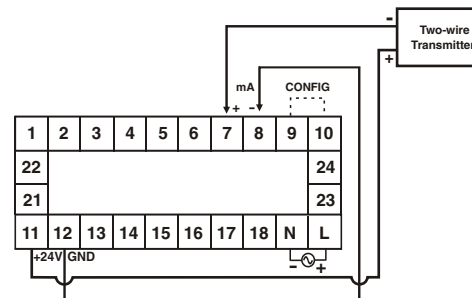 -
Two-wire
Transmitter
+
mA
CONFIG
+
-
1 2 3 4 5 6 7 8 9 10
22 24
21 23
11 12 13 14 15 16 17 18 N L
+24V GND
- +